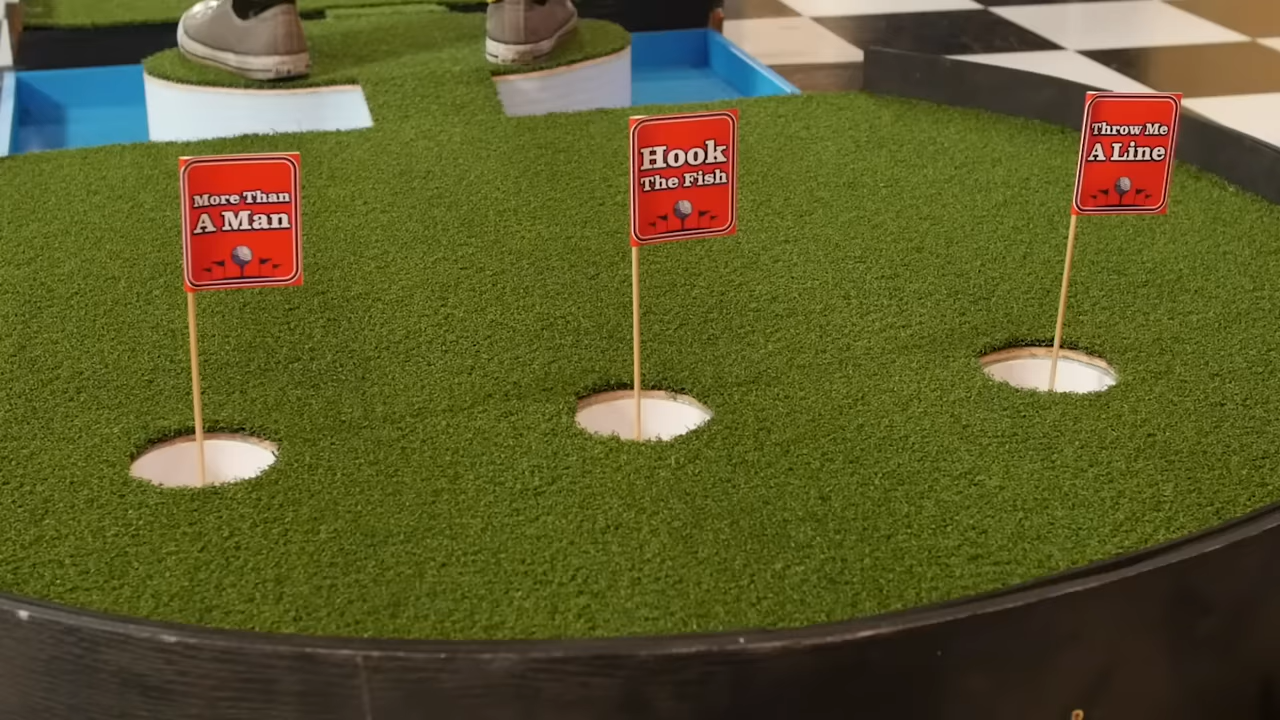 More Than
A Man
Hook
The Fish
Throw Me
A Line